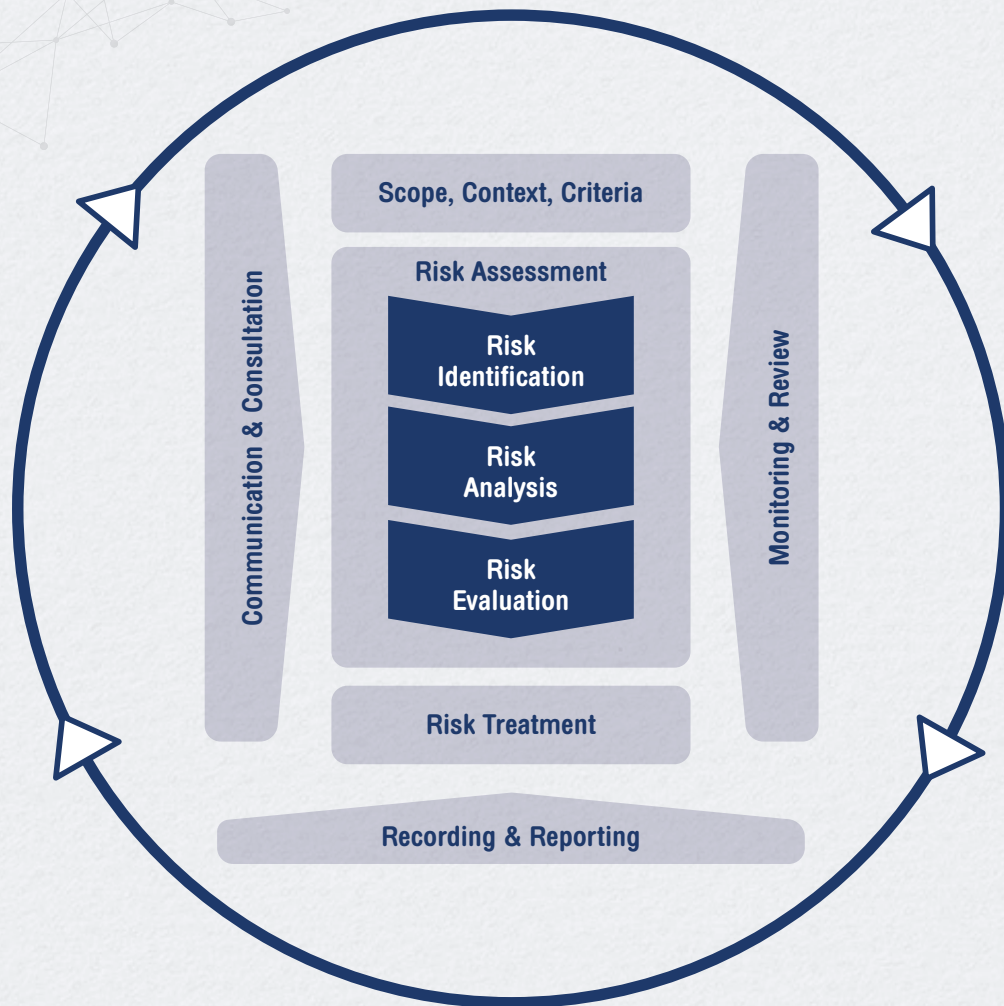 Scope, Context, Criteria
Risk Assessment
Risk
Identification
Risk
Analysis
Risk
Evaluation
Risk Treatment
Recording & Reporting
Communication & Consultation
Monitoring & Review